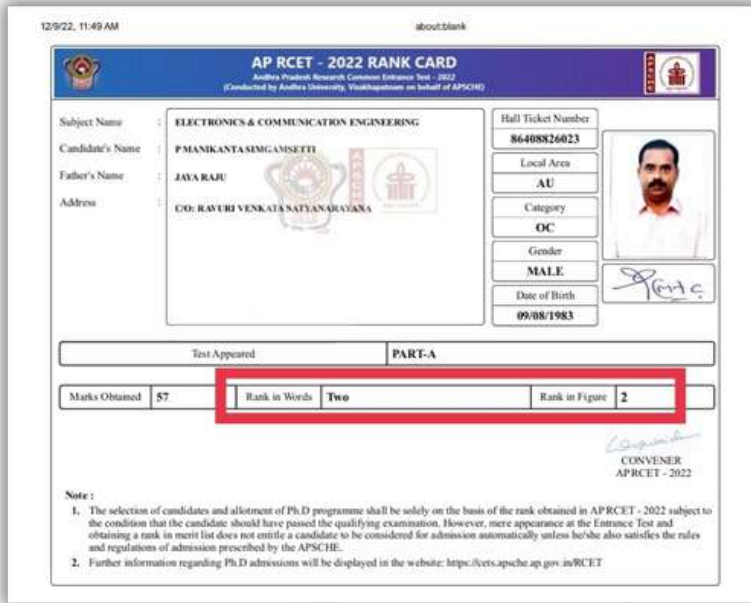 12/9/22, 11:49 AM about:blank
AP RCET - 2022 RANK CARD
Andhra Pradesh Research Common Entrance Test - 2022
(Conducted by Andhra University, Visakhapatnam on behalf of APSCHE)
APSCHE
Subject Name : ELECTRONICS & COMMUNICATION ENGINEERING
Candidate's Name : P MANIKANTA SIMGAMSETTI
Father's Name : JAYA RAJU
Address : C/O: RAVURI VENKATA SATYANARAYANA
Hall Ticket Number
86408826023
Local Area
AU
Category
OC
Gender
MALE
Date of Birth
09/08/1983
Test Appeared PART-A
Marks Obtained 57 Rank in Words Two Rank in Figure 2
CONVENER
APRCET - 2022
Note :
1. The selection of candidates and allotment of Ph.D programme shall be solely on the basis of the rank obtained in APRCET - 2022 subject to
the condition that the candidate should have passed the qualifying examination. However, mere appearance at the Entrance Test and
obtaining a rank in merit list does not entitle a candidate to be considered for admission automatically unless he/she also satisfies the rules
and regulations of admission prescribed by the APSCHE.
2. Further information regarding Ph.D admissions will be displayed in the website: https://cets.apsche.ap.gov.in/RCET